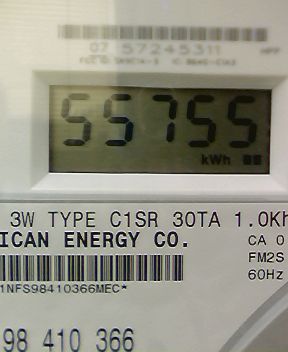 07 57245311
55755
kWh
3W TYPE C1SR 30TA 1.0Kh
ICAN ENERGY CO.
CA 0
FM2S
60Hz
1NFS98410366MEC*
98 410 366